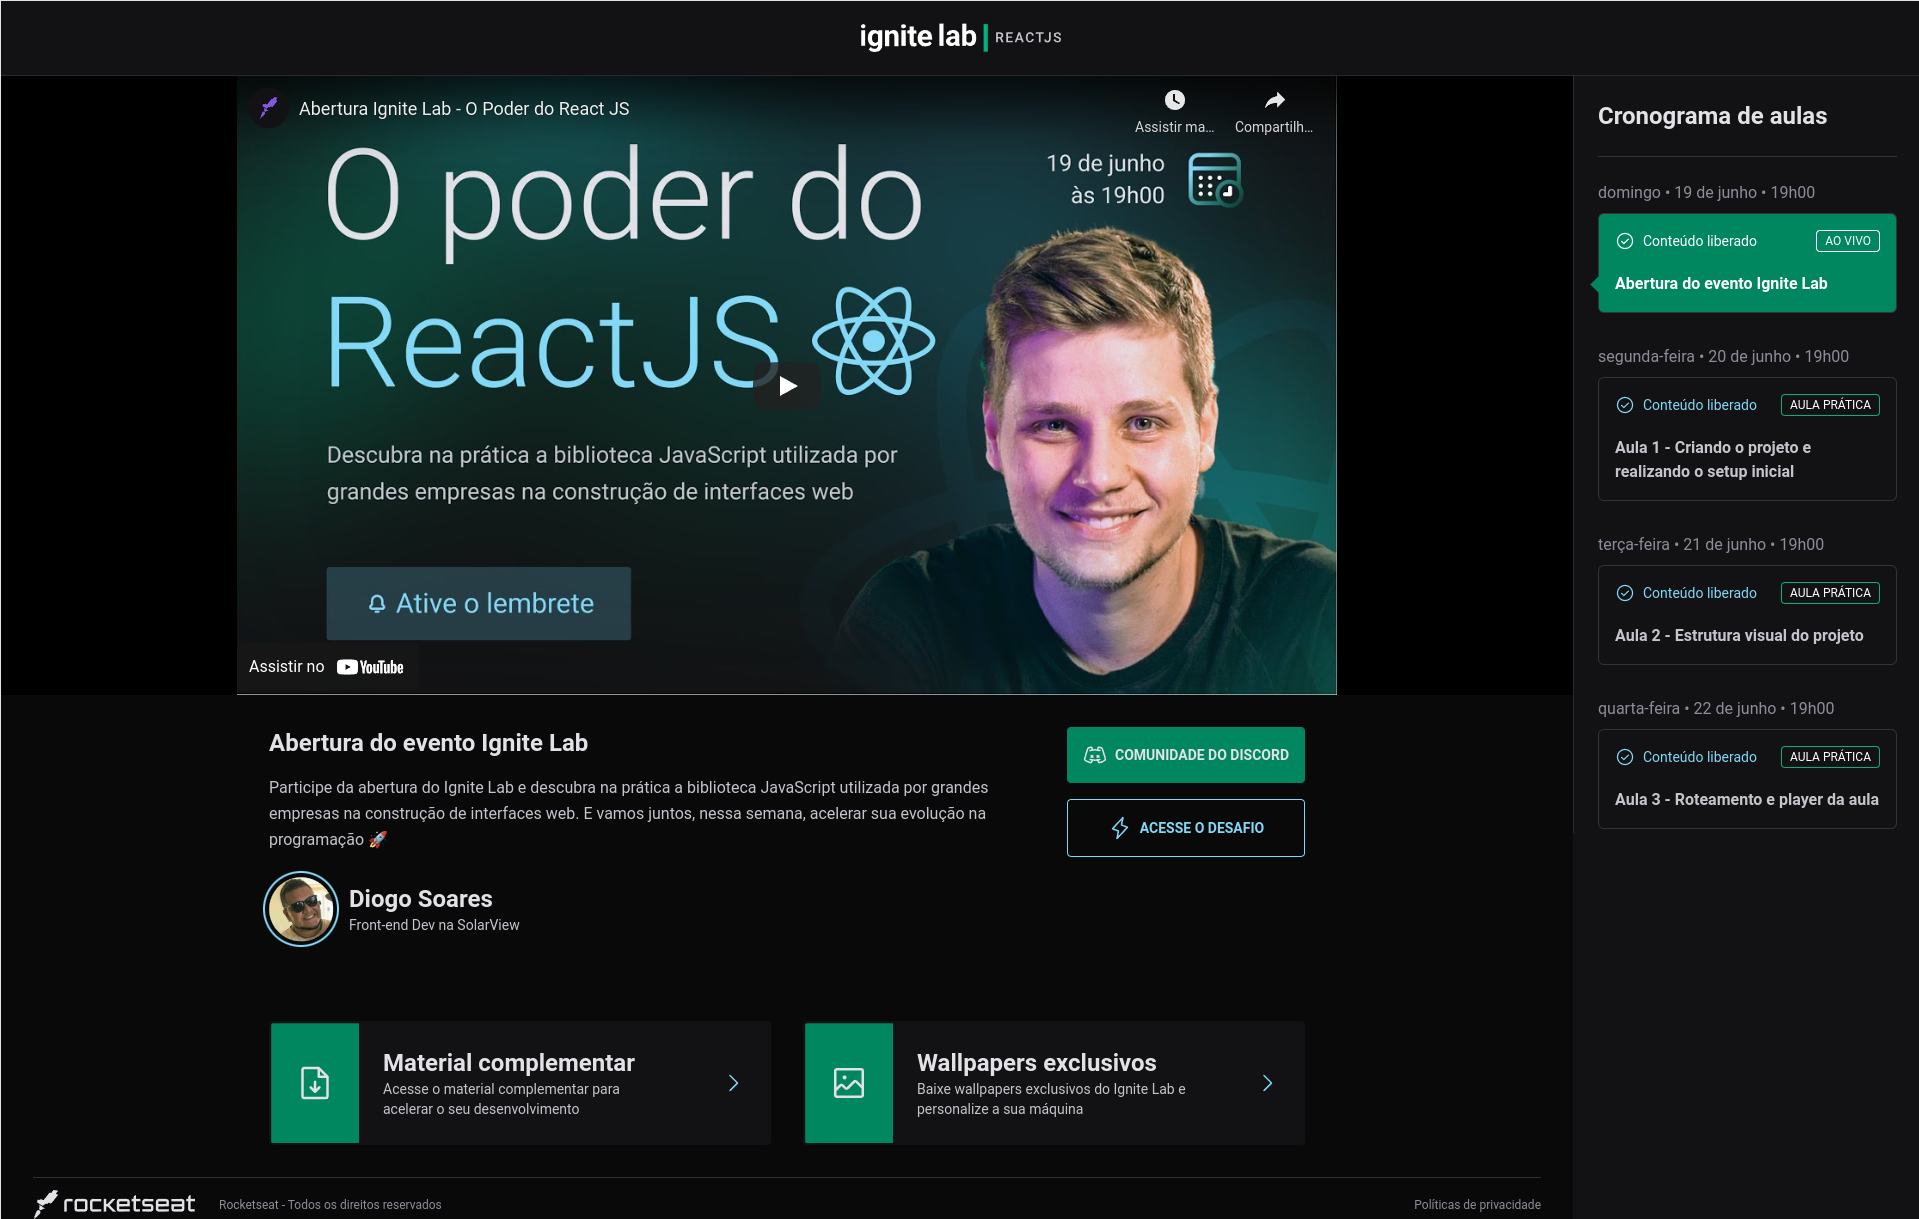 ignite lab REACTJS
Abertura Ignite Lab - O Poder do React JS
Assistir ma...
Compartilh...
O poder do
ReactJS
19 de junho
às 19h00
Descubra na prática a biblioteca JavaScript utilizada por
grandes empresas na construção de interfaces web
Ative o lembrete
Assistir no YouTube
Abertura do evento Ignite Lab
Participe da abertura do Ignite Lab e descubra na prática a biblioteca JavaScript utilizada por grandes
empresas na construção de interfaces web. E vamos juntos, nessa semana, acelerar sua evolução na
programação 🚀
COMUNIDADE DO DISCORD
ACESSE O DESAFIO
Diogo Soares
Front-end Dev na SolarView
Material complementar
Acesse o material complementar para
acelerar o seu desenvolvimento
Wallpapers exclusivos
Baixe wallpapers exclusivos do Ignite Lab e
personalize a sua máquina
Cronograma de aulas
domingo • 19 de junho • 19h00
Conteúdo liberado AO VIVO
Abertura do evento Ignite Lab
segunda-feira • 20 de junho • 19h00
Conteúdo liberado AULA PRÁTICA
Aula 1 - Criando o projeto e
realizando o setup inicial
terça-feira • 21 de junho • 19h00
Conteúdo liberado AULA PRÁTICA
Aula 2 - Estrutura visual do projeto
quarta-feira • 22 de junho • 19h00
Conteúdo liberado AULA PRÁTICA
Aula 3 - Roteamento e player da aula
rocketseat
Rocketseat - Todos os direitos reservados
Políticas de privacidade